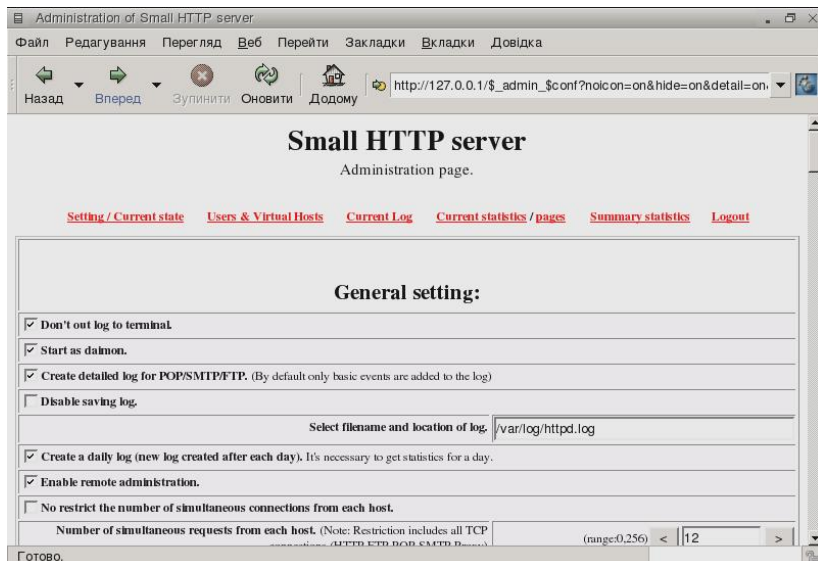 Administration of Small HTTP server
Файл Редагування Перегляд Веб Перейти Закладки Вкладки Довідка
Назад Вперед Зупинити Оновити Додому http://127.0.0.1/$_admin_$conf?noicon=on&hide=on&detail=on
Small HTTP server
Administration page.
Setting / Current state Users & Virtual Hosts Current Log Current statistics / pages Summary statistics Logout
General setting:
Don't out log to terminal.
Start as daimon.
Create detailed log for POP/SMTP/FTP. (By default only basic events are added to the log)
Disable saving log.
Select filename and location of log. /var/log/httpd.log
Create a daily log (new log created after each day). It's necessary to get statistics for a day.
Enable remote administration.
No restrict the number of simultaneous connections from each host.
Number of simultaneous requests from each host. (Note: Restriction includes all TCP
(range:0,256) < 12 >
Готово.